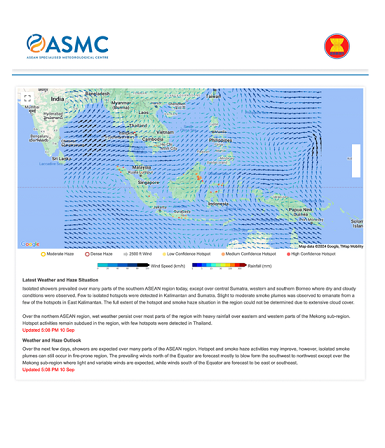 ASMC
ASEAN SPECIALISED METEOROLOGICAL CENTRE
India
Bangladesh
Myanmar
Laos
Thailand
Vietnam
Cambodia
Philippines
Taiwan
Sri Lanka
Malaysia
Kuala Lumpur
Singapore
Jakarta
Indonesia
Papua New Guinea
Map data ©2024 Google, TMap Mobility
Moderate Haze
Dense Haze
2500 ft Wind
Low Confidence Hotspot
Medium Confidence Hotspot
High Confidence Hotspot
Wind Speed (km/h)
Rainfall (mm)
Latest Weather and Haze Situation
Isolated showers prevailed over many parts of the southern ASEAN region today, except over central Sumatra, western and southern Borneo where dry and cloudy
conditions were observed. Few to isolated hotspots were detected in Kalimantan and Sumatra. Slight to moderate smoke plumes was observed to emanate from a
few of the hotspots in East Kalimantan. The full extent of the hotspot and smoke haze situation in the region could not be determined due to extensive cloud cover.
Over the northern ASEAN region, wet weather persist over most parts of the region with heavy rainfall over eastern and western parts of the Mekong sub-region.
Hotspot activities remain subdued in the region, with few hotspots were detected in Thailand.
Updated 5:08 PM 10 Sep
Weather and Haze Outlook
Over the next few days, showers are expected over many parts of the ASEAN region. Hotspot and smoke haze activities may improve, however, isolated smoke
plumes can still occur in fire-prone region. The prevailing winds north of the Equator are forecast mostly to blow form the southwest to northwest except over the
Mekong sub-region where light and variable winds are expected, while winds south of the Equator are forecast to be east or southeast.
Updated 5:08 PM 10 Sep